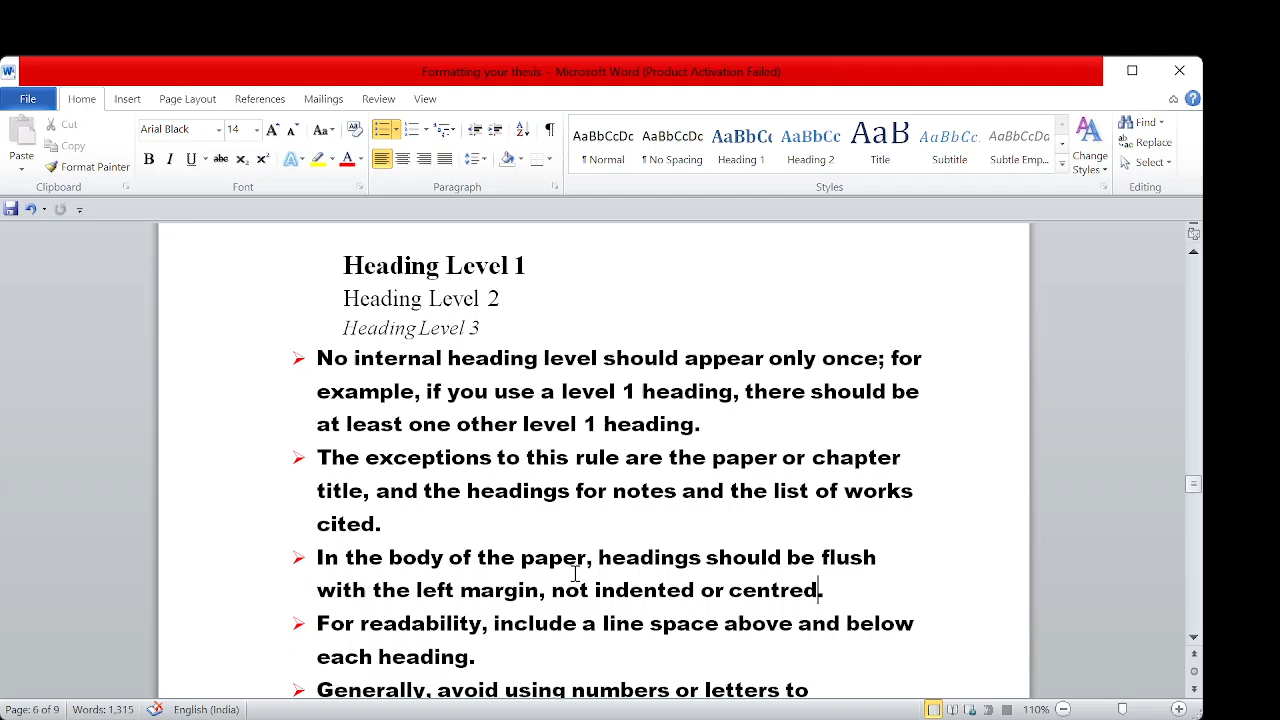 Formatting your thesis - Microsoft Word (Product Activation Failed)
File Home Insert Page Layout References Mailings Review View
Paste
Cut
Copy
Format Painter
Clipboard
Arial Black 14
Aa
B I U abc x₂ x²
A
Font
Paragraph
AaBbCcDc AaBbCcDc AaBbCc AaBbCc AaB AaBbCc. AaBbCcDc
¶ Normal ¶ No Spacing Heading 1 Heading 2 Title Subtitle Subtle Emp...
Change Styles
Styles
Find
Replace
Select
Editing
Heading Level 1
Heading Level 2
Heading Level 3
No internal heading level should appear only once; for
example, if you use a level 1 heading, there should be
at least one other level 1 heading.
The exceptions to this rule are the paper or chapter
title, and the headings for notes and the list of works
cited.
In the body of the paper, headings should be flush
with the left margin, not indented or centred.
For readability, include a line space above and below
each heading.
Generally, avoid using numbers or letters to
Page: 6 of 9 Words: 1,315 English (India) 110%